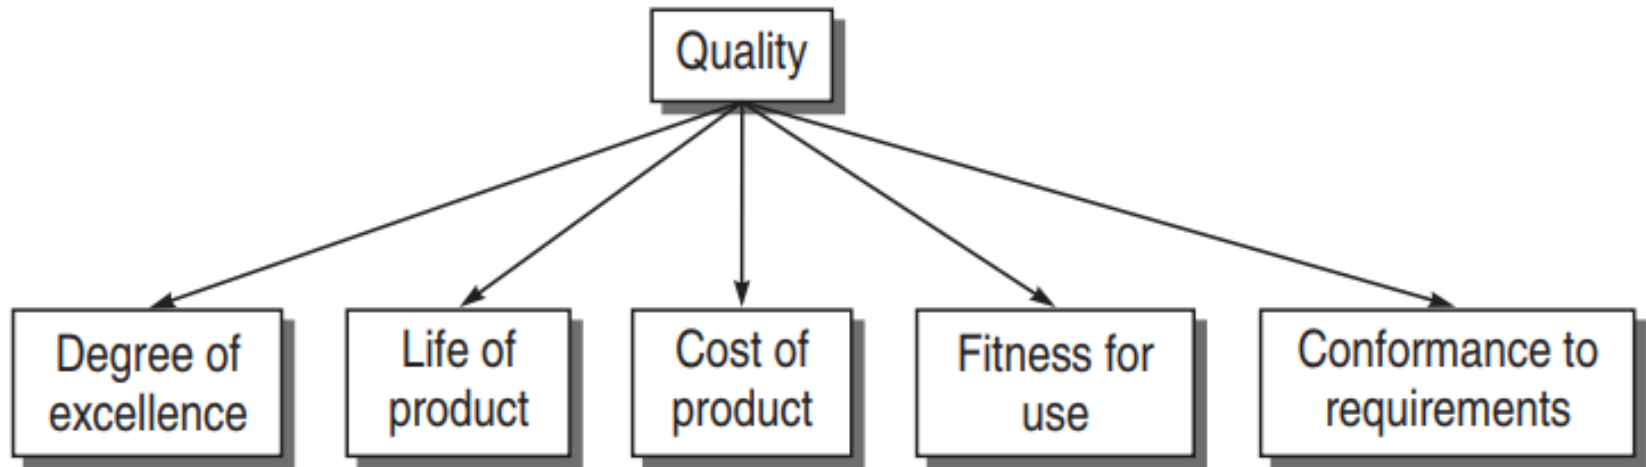 Quality
Degree of
excellence
Life of
product
Cost of
product
Fitness for
use
Conformance to
requirements